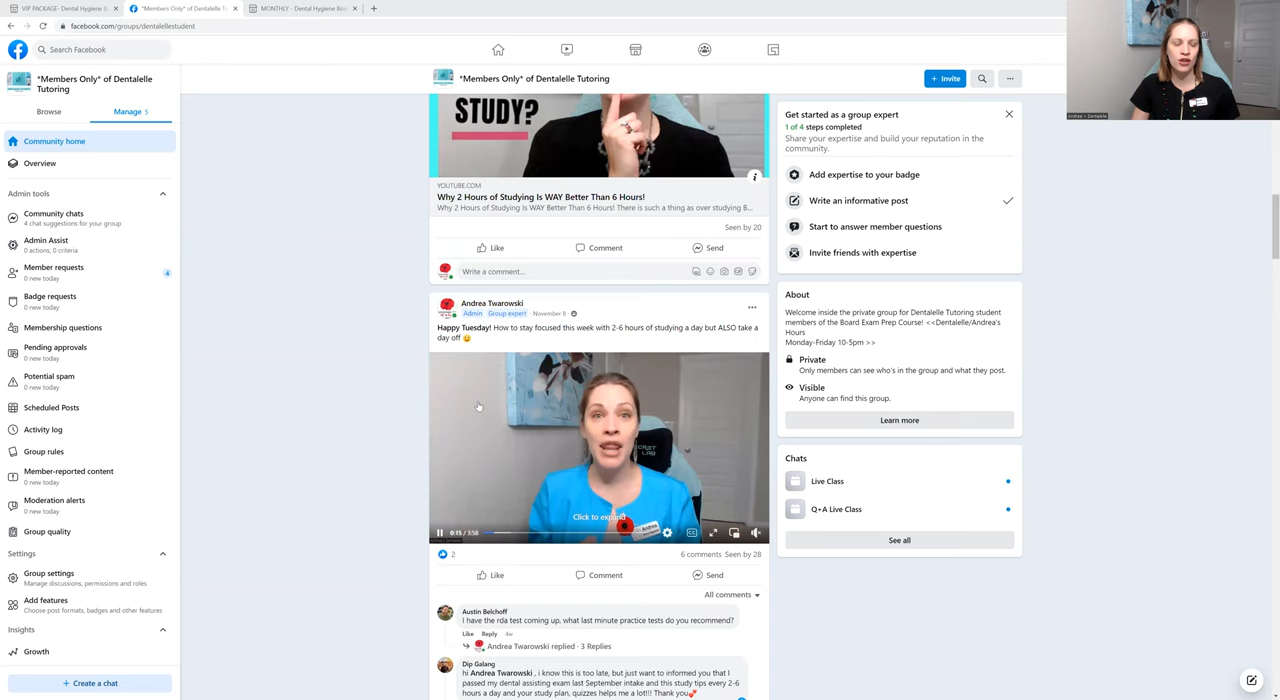 VIP PACKAGE- Dental Hygiene B
*Members Only* of Dentalelle T
MONTHLY - Dental Hygiene Boa
facebook.com/groups/dentalellestudent
Search Facebook
*Members Only* of Dentalelle
Tutoring
Browse
Manage 5
Community home
Overview
Admin tools
Community chats
4 chat suggestions for your group
Admin Assist
0 actions, 0 criteria
Member requests
0 new today
4
Badge requests
0 new today
Membership questions
Pending approvals
0 new today
Potential spam
0 new today
Scheduled Posts
Activity log
Group rules
Member-reported content
0 new today
Moderation alerts
0 new today
Group quality
Settings
Group settings
Manage discussions, permissions and roles
Add features
Choose post formats, badges and other features
Insights
Growth
+ Create a chat
*Members Only* of Dentalelle Tutoring
+ Invite
STUDY?
YOUTUBE.COM
Why 2 Hours of Studying Is WAY Better Than 6 Hours!
Why 2 Hours of Studying Is WAY Better Than 6 Hours! There is such a thing as over studying B...
Seen by 20
Like
Comment
Send
Write a comment...
Andrea Twarowski
Admin Group expert · November 8 ·
Happy Tuesday! How to stay focused this week with 2-6 hours of studying a day but ALSO take a
day off
Click to expand
Andrea
0:15 / 3:58
2
6 comments Seen by 28
Like
Comment
Send
All comments
Austin Belchoff
I have the rda test coming up, what last minute practice tests do you recommend?
Like Reply 4w
Andrea Twarowski replied · 3 Replies
Dip Galang
hi Andrea Twarowski , i know this is too late, but just want to informed you that I
passed my dental assisting exam last September intake and this study tips every 2-6
hours a day and your study plan, quizzes helps me a lot!!! Thank you
Get started as a group expert
1 of 4 steps completed
Share your expertise and build your reputation in the
community.
Add expertise to your badge
Write an informative post
Start to answer member questions
Invite friends with expertise
About
Welcome inside the private group for Dentalelle Tutoring student
members of the Board Exam Prep Course! <<Dentalelle/Andrea's
Hours
Monday-Friday 10-5pm >>
Private
Only members can see who's in the group and what they post.
Visible
Anyone can find this group.
Learn more
Chats
Live Class
Q+A Live Class
See all